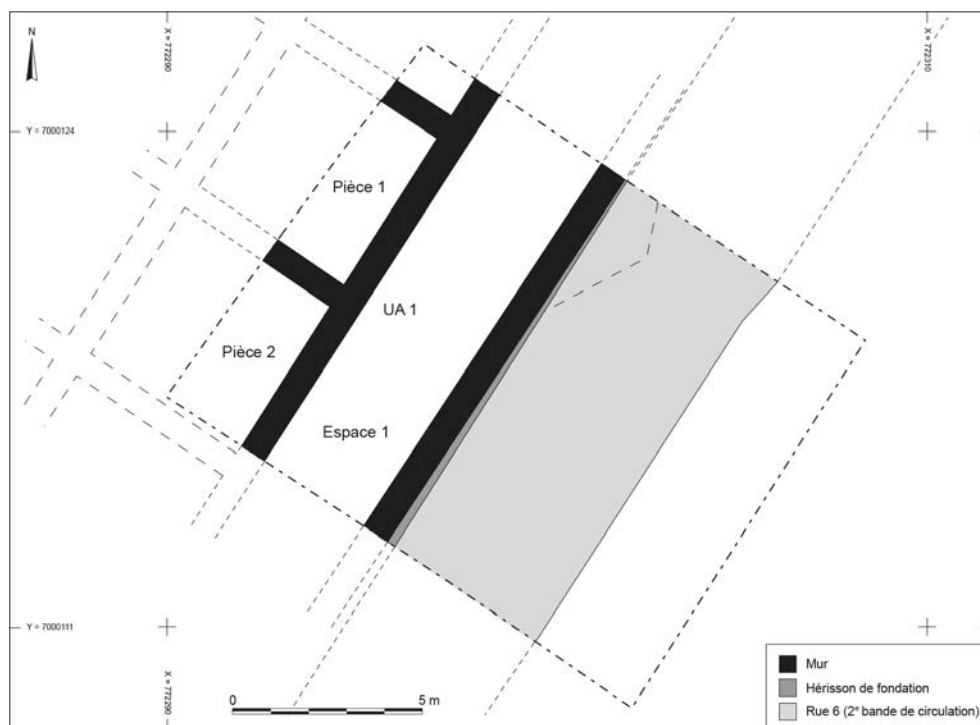 N
X = 772290
X = 772310
Y = 7000124
Pièce 1
UA 1
Pièce 2
Espace 1
Y = 7000111
X = 772290
0 5 m
Mur
Hérisson de fondation
Rue 6 (2e bande de circulation)